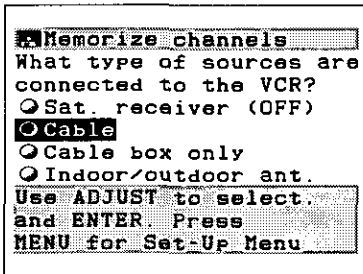 Memorize channels
What type of sources are
connected to the VCR?
Sat. receiver (OFF)
Cable
Cable box only
Indoor/outdoor ant.
Use ADJUST to select.
and ENTER. Press
MENU for Set-Up Menu